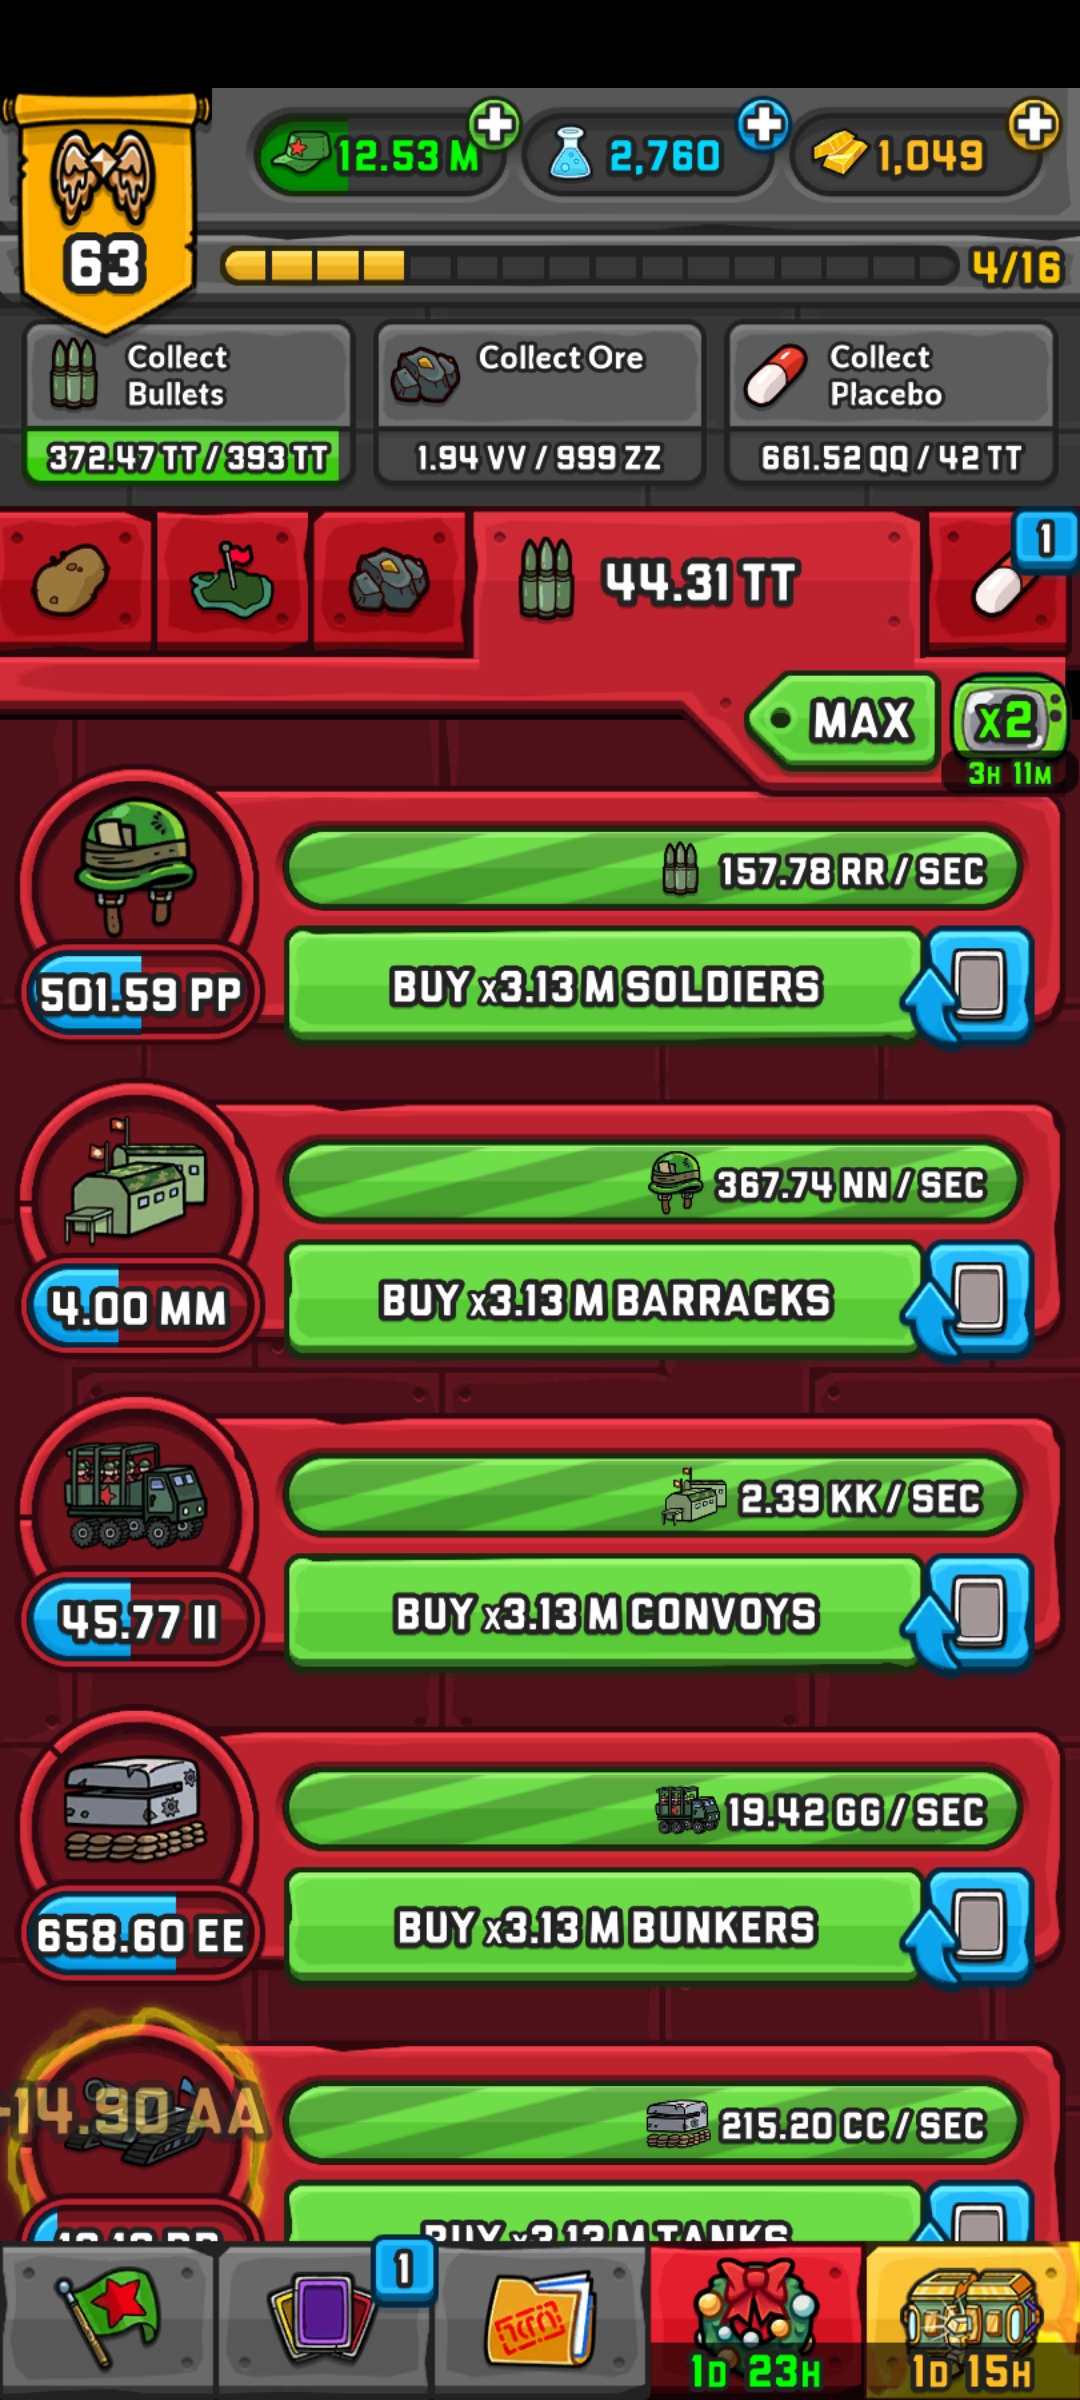 12.53 M
2,760
1,049
63
4/16
Collect
Bullets
Collect Ore
Collect
Placebo
372.47 TT / 393 TT
1.94 VV / 999 ZZ
661.52 QQ / 42 TT
44.31 TT
1
MAX
x2
3H 11M
157.78 RR / SEC
501.59 PP
BUY x3.13 M SOLDIERS
367.74 NN / SEC
4.00 MM
BUY x3.13 M BARRACKS
2.39 KK / SEC
45.77 II
BUY x3.13 M CONVOYS
19.42 GG / SEC
658.60 EE
BUY x3.13 M BUNKERS
14.90 AA
215.20 CC / SEC
BUY x3.13 M TANKS
1
1D 23H
1D 15H